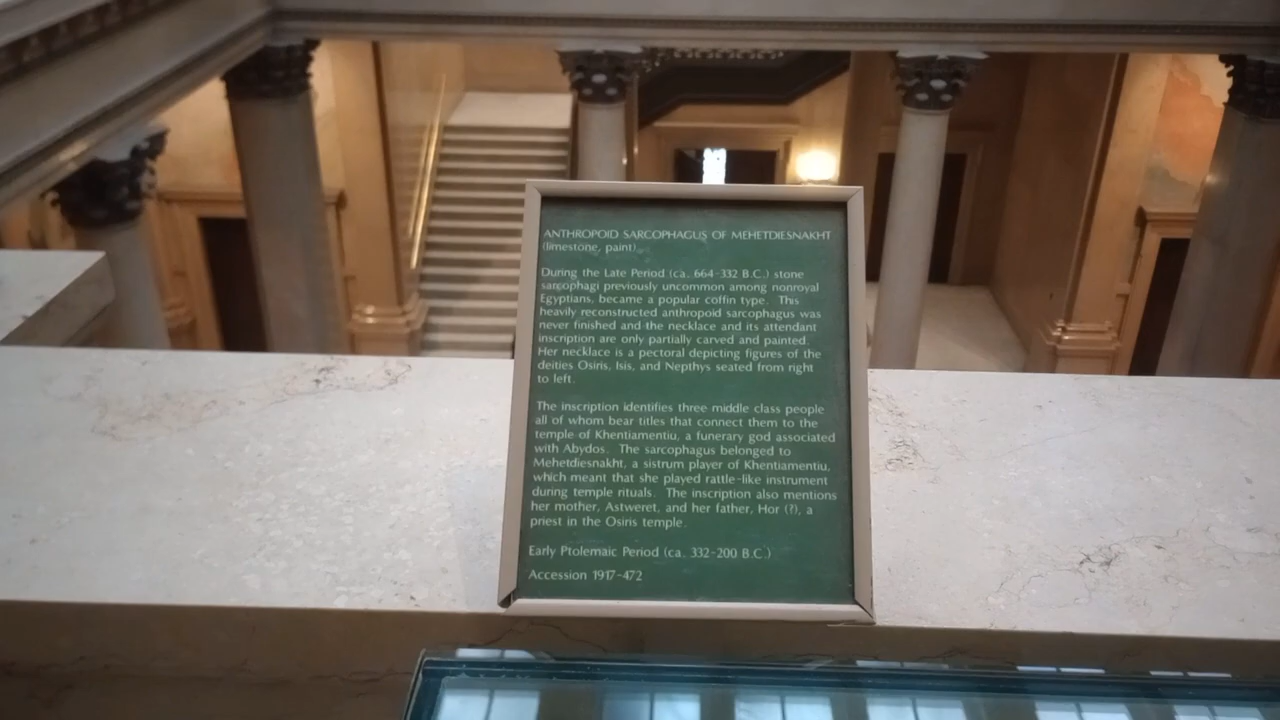 ANTHROPOID SARCOPHAGUS OF MEHETDIESNAKHT
(limestone, paint)
During the Late Period (ca. 664-332 B.C.) stone
sarcophagi previously uncommon among nonroyal
Egyptians, became a popular coffin type. This
heavily reconstructed anthropoid sarcophagus was
never finished and the necklace and its attendant
inscription are only partially carved and painted.
Her necklace is a pectoral depicting figures of the
deities Osiris, Isis, and Nepthys seated from right
to left.
The inscription identifies three middle class people
all of whom bear titles that connect them to the
temple of Khentiamentiu, a funerary god associated
with Abydos. The sarcophagus belonged to
Mehetdiesnakht, a sistrum player of Khentiamentiu,
which meant that she played rattle-like instrument
during temple rituals. The inscription also mentions
her mother, Astweret, and her father, Hor (?), a
priest in the Osiris temple.
Early Ptolemaic Period (ca. 332-200 B.C.)
Accession 1917-472